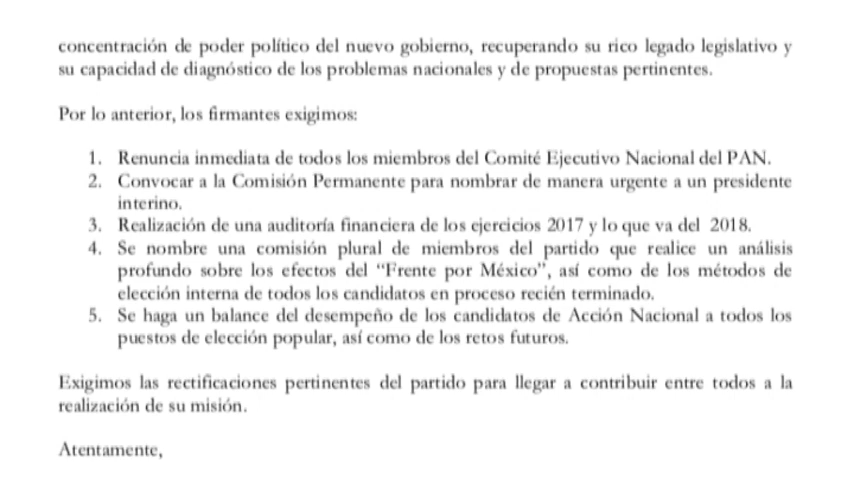 concentración de poder político del nuevo gobierno, recuperando su rico legado legislativo y
su capacidad de diagnóstico de los problemas nacionales y de propuestas pertinentes.
Por lo anterior, los firmantes exigimos:
1. Renuncia inmediata de todos los miembros del Comité Ejecutivo Nacional del PAN.
2. Convocar a la Comisión Permanente para nombrar de manera urgente a un presidente
interino.
3. Realización de una auditoría financiera de los ejercicios 2017 y lo que va del 2018.
4. Se nombre una comisión plural de miembros del partido que realice un análisis
profundo sobre los efectos del “Frente por México”, así como de los métodos de
elección interna de todos los candidatos en proceso recién terminado.
5. Se haga un balance del desempeño de los candidatos de Acción Nacional a todos los
puestos de elección popular, así como de los retos futuros.
Exigimos las rectificaciones pertinentes del partido para llegar a contribuir entre todos a la
realización de su misión.
Atentamente,